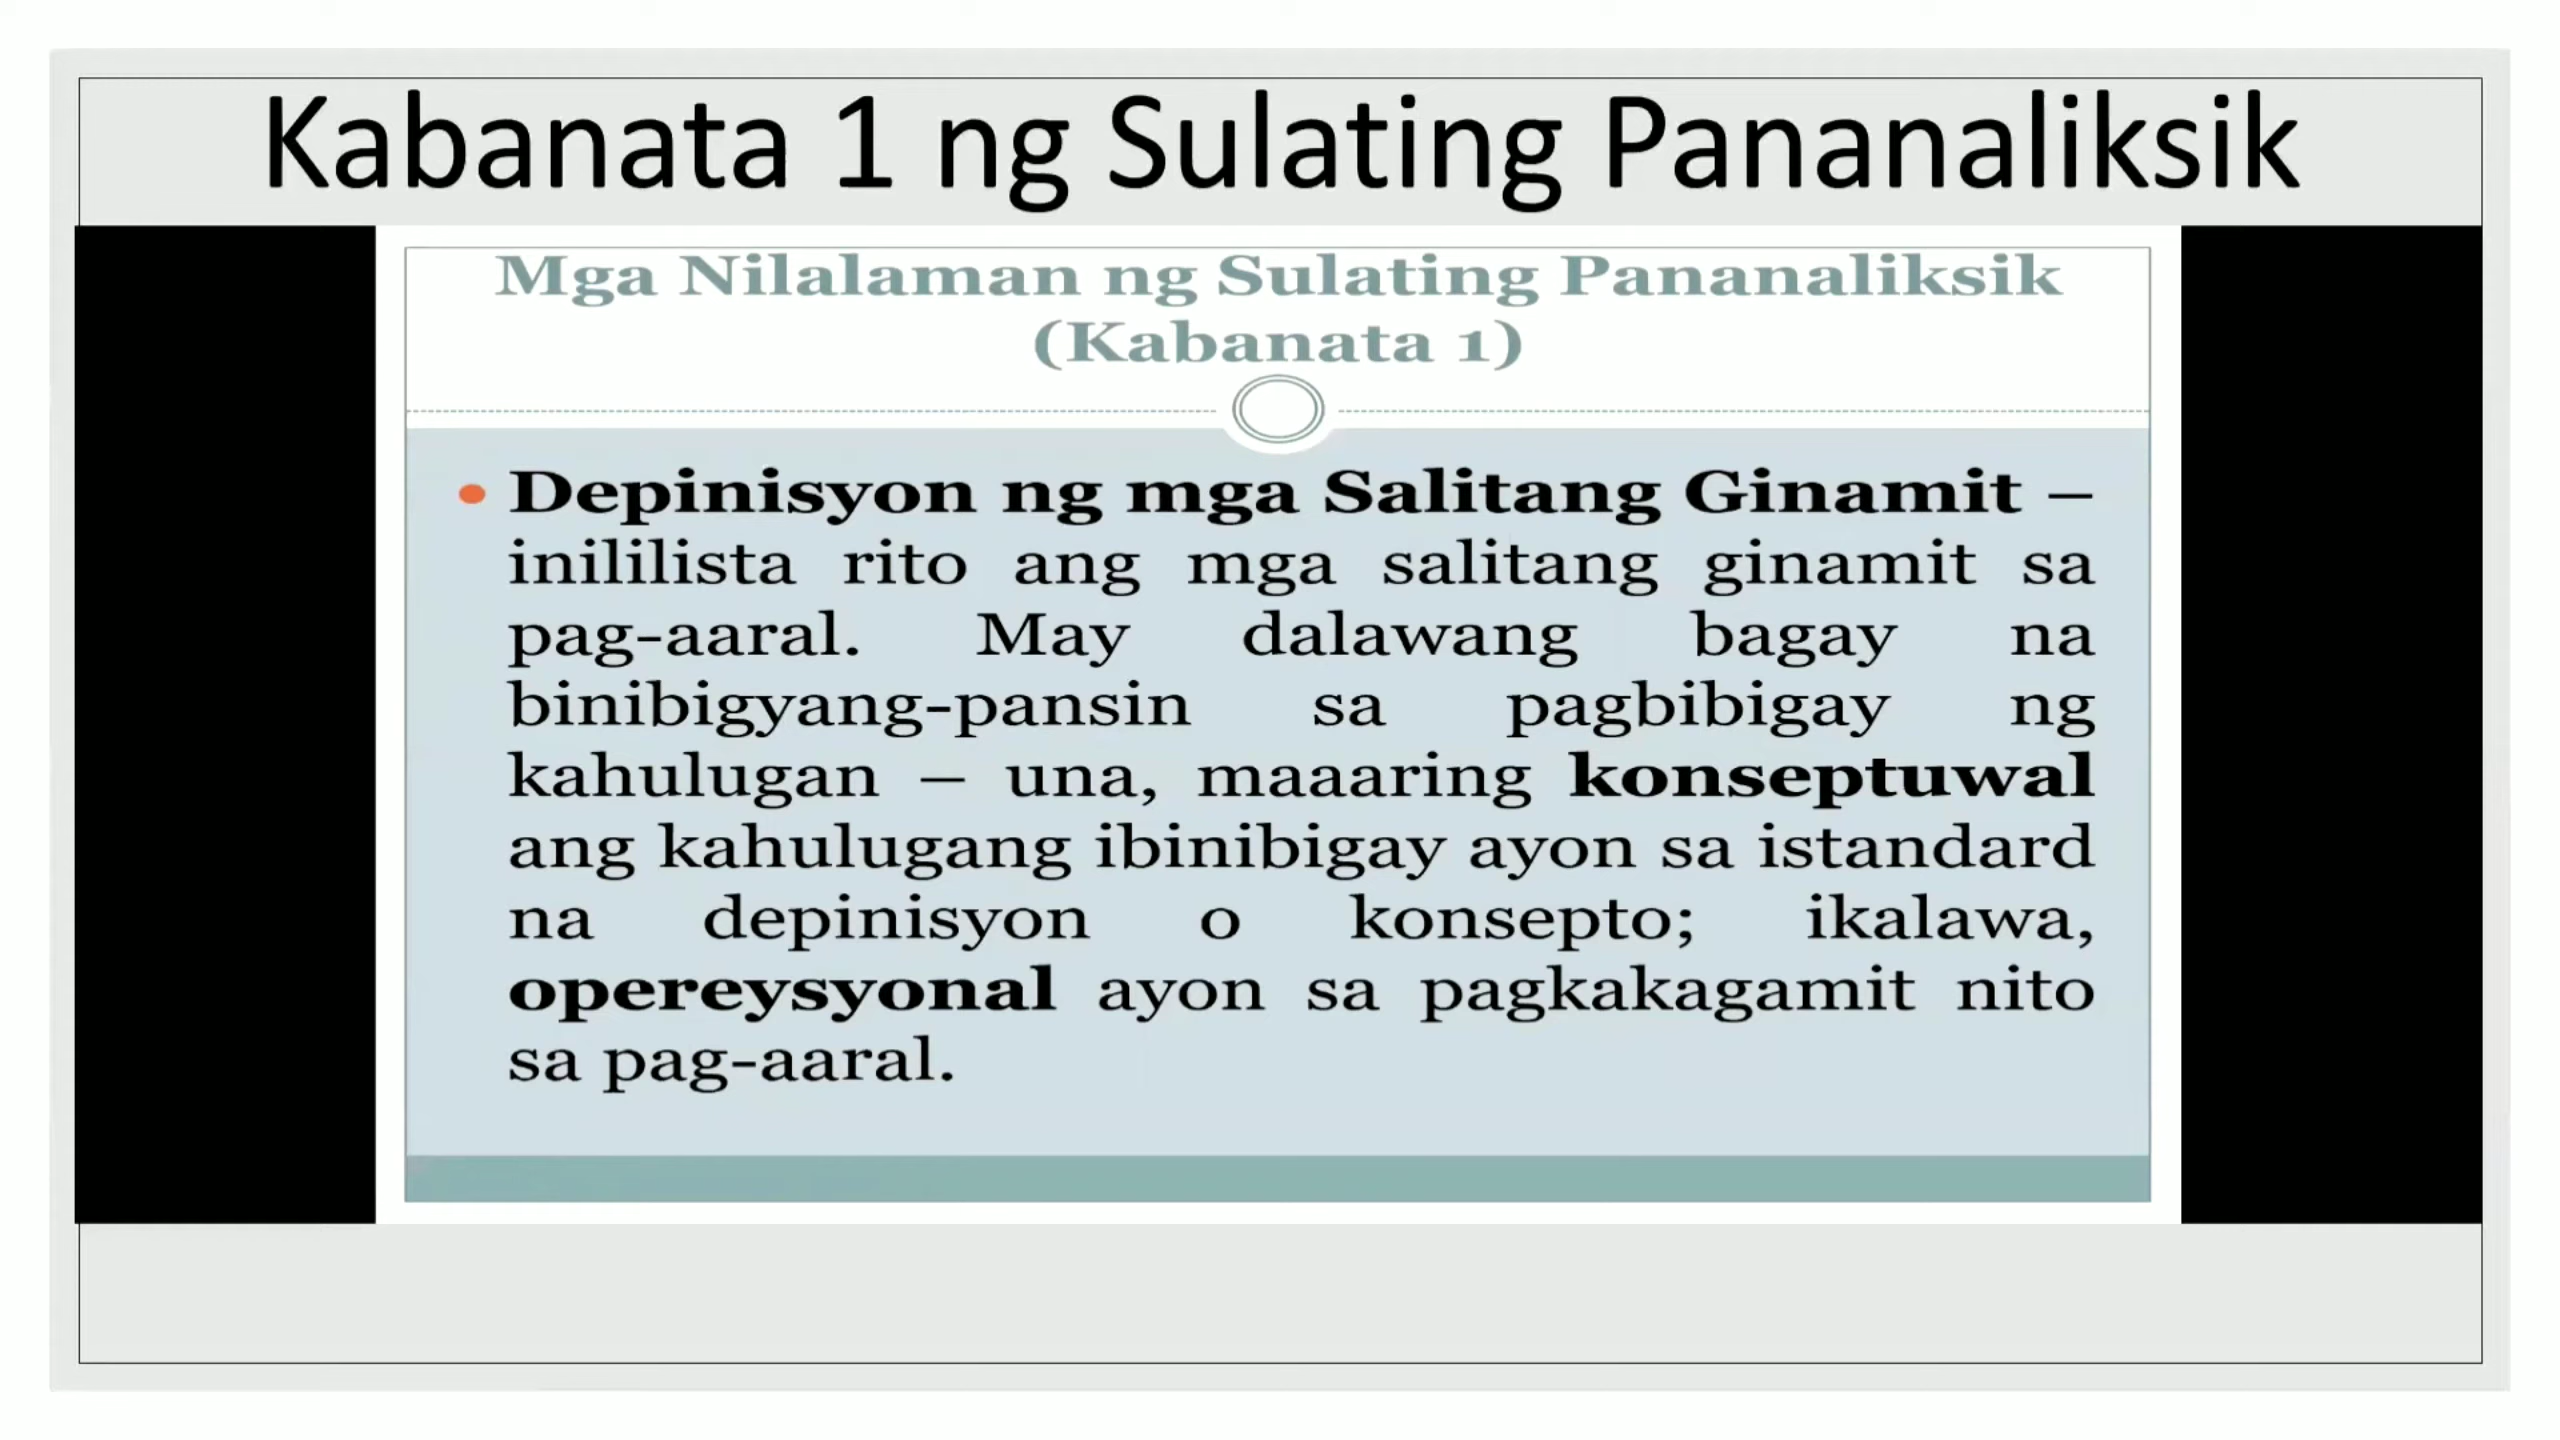 Kabanata 1 ng Sulating Pananaliksik
Mga Nilalaman ng Sulating Pananaliksik
(Kabanata 1)
• Depinisyon ng mga Salitang Ginamit –
inililista rito ang mga salitang ginamit sa
pag-aaral. May dalawang bagay na
binibigyang-pansin sa pagbibigay ng
kahulugan – una, maaaring konseptuwal
ang kahulugang ibinibigay ayon sa istandard
na depinisyon o konsepto; ikalawa,
opereysyonal ayon sa pagkakagamit nito
sa pag-aaral.